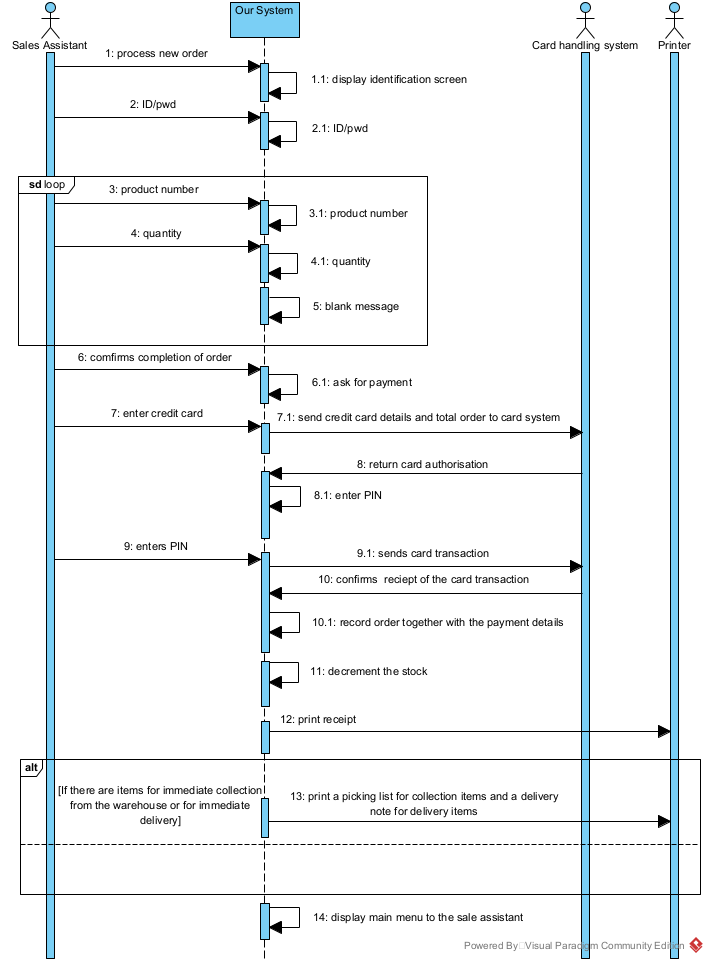 Our System
Sales Assistant
Card handling system
Printer
1: process new order
1.1: display identification screen
2: ID/pwd
2.1: ID/pwd
sd loop
3: product number
3.1: product number
4: quantity
4.1: quantity
5: blank message
6: comfirms completion of order
6.1: ask for payment
7: enter credit card
7.1: send credit card details and total order to card system
8: return card authorisation
8.1: enter PIN
9: enters PIN
9.1: sends card transaction
10: confirms reciept of the card transaction
10.1: record order together with the payment details
11: decrement the stock
12: print receipt
alt
[If there are items for immediate collection
from the warehouse or for immediate
delivery]
13: print a picking list for collection items and a delivery
note for delivery items
14: display main menu to the sale assistant
Powered By Visual Paradigm Community Edition